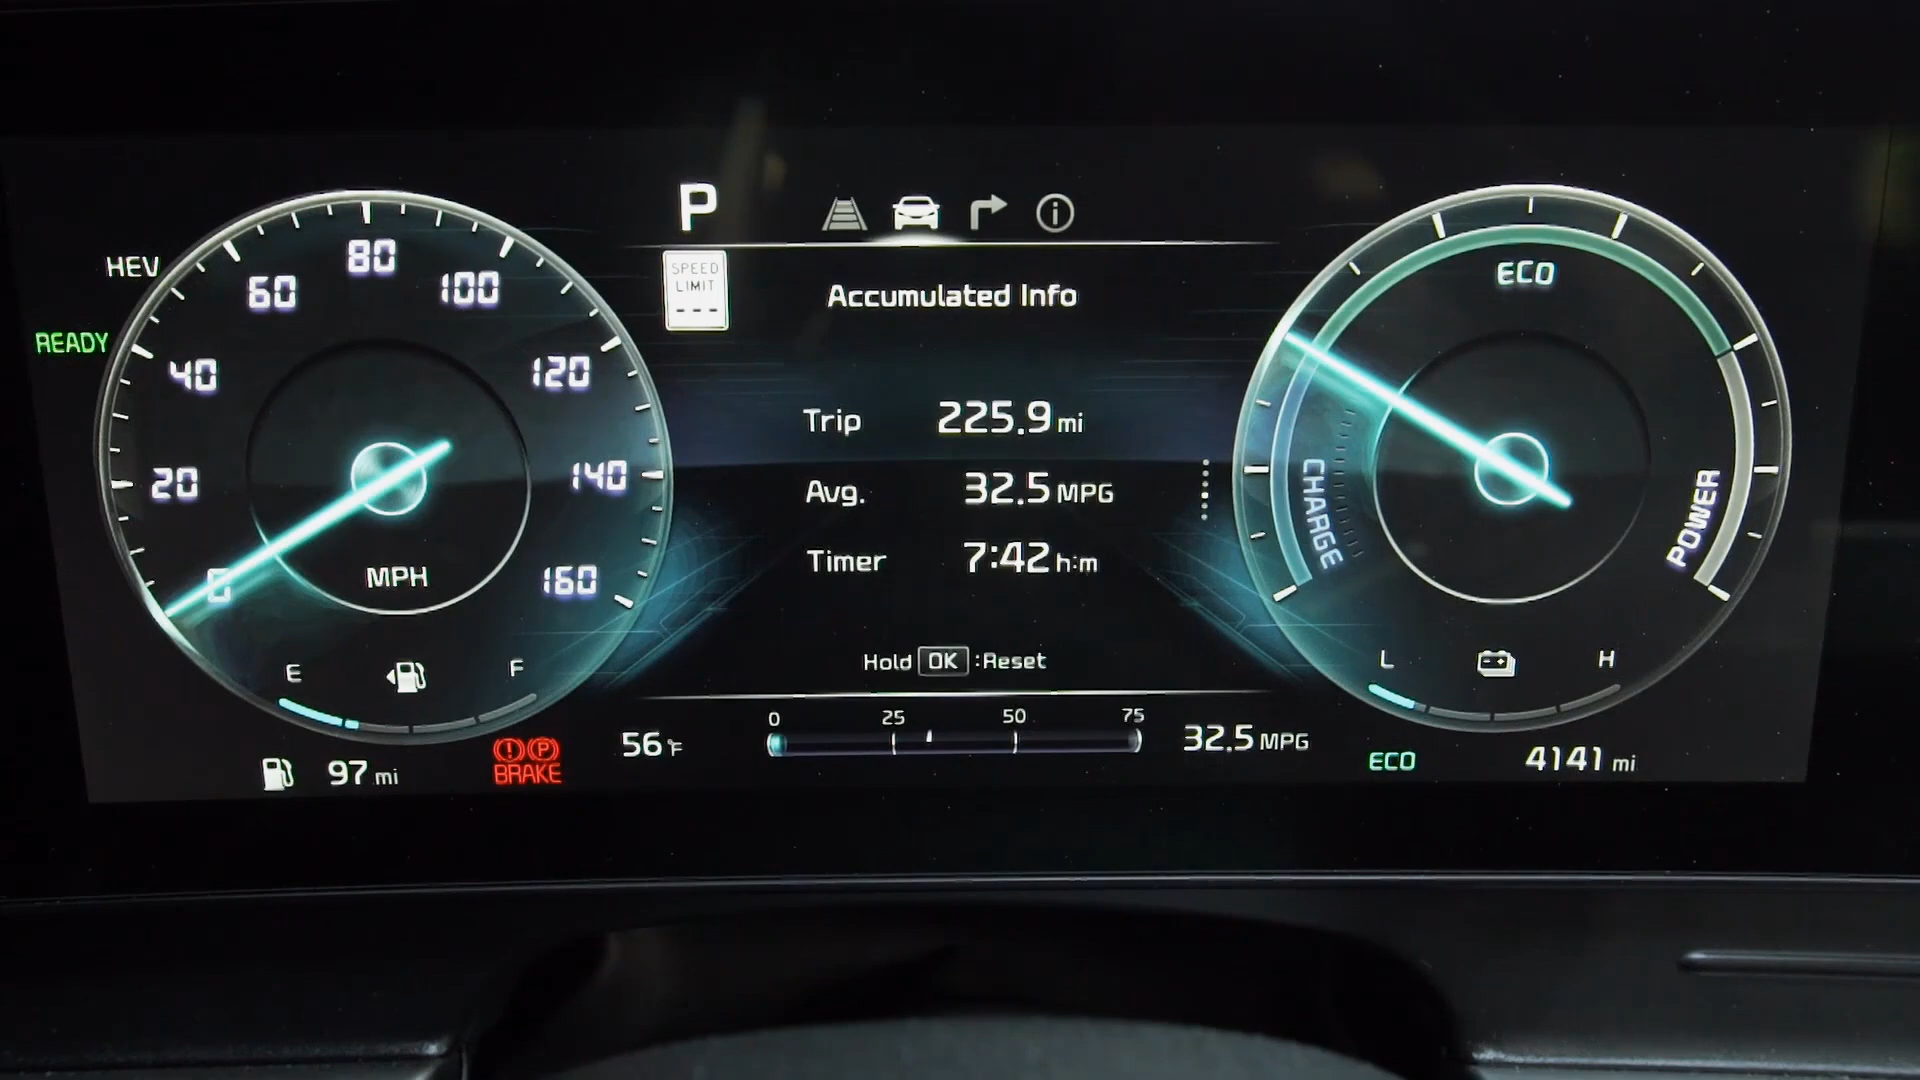 P
SPEED
LIMIT
---
HEV
READY
0
20
40
60
80
100
120
140
160
MPH
E
F
97 mi
BRAKE
Accumulated Info
Trip 225.9 mi
Avg. 32.5 MPG
Timer 7:42 h:m
Hold OK :Reset
56 °F
0 25 50 75
32.5 MPG
ECO
CHARGE
POWER
L
H
ECO
4141 mi